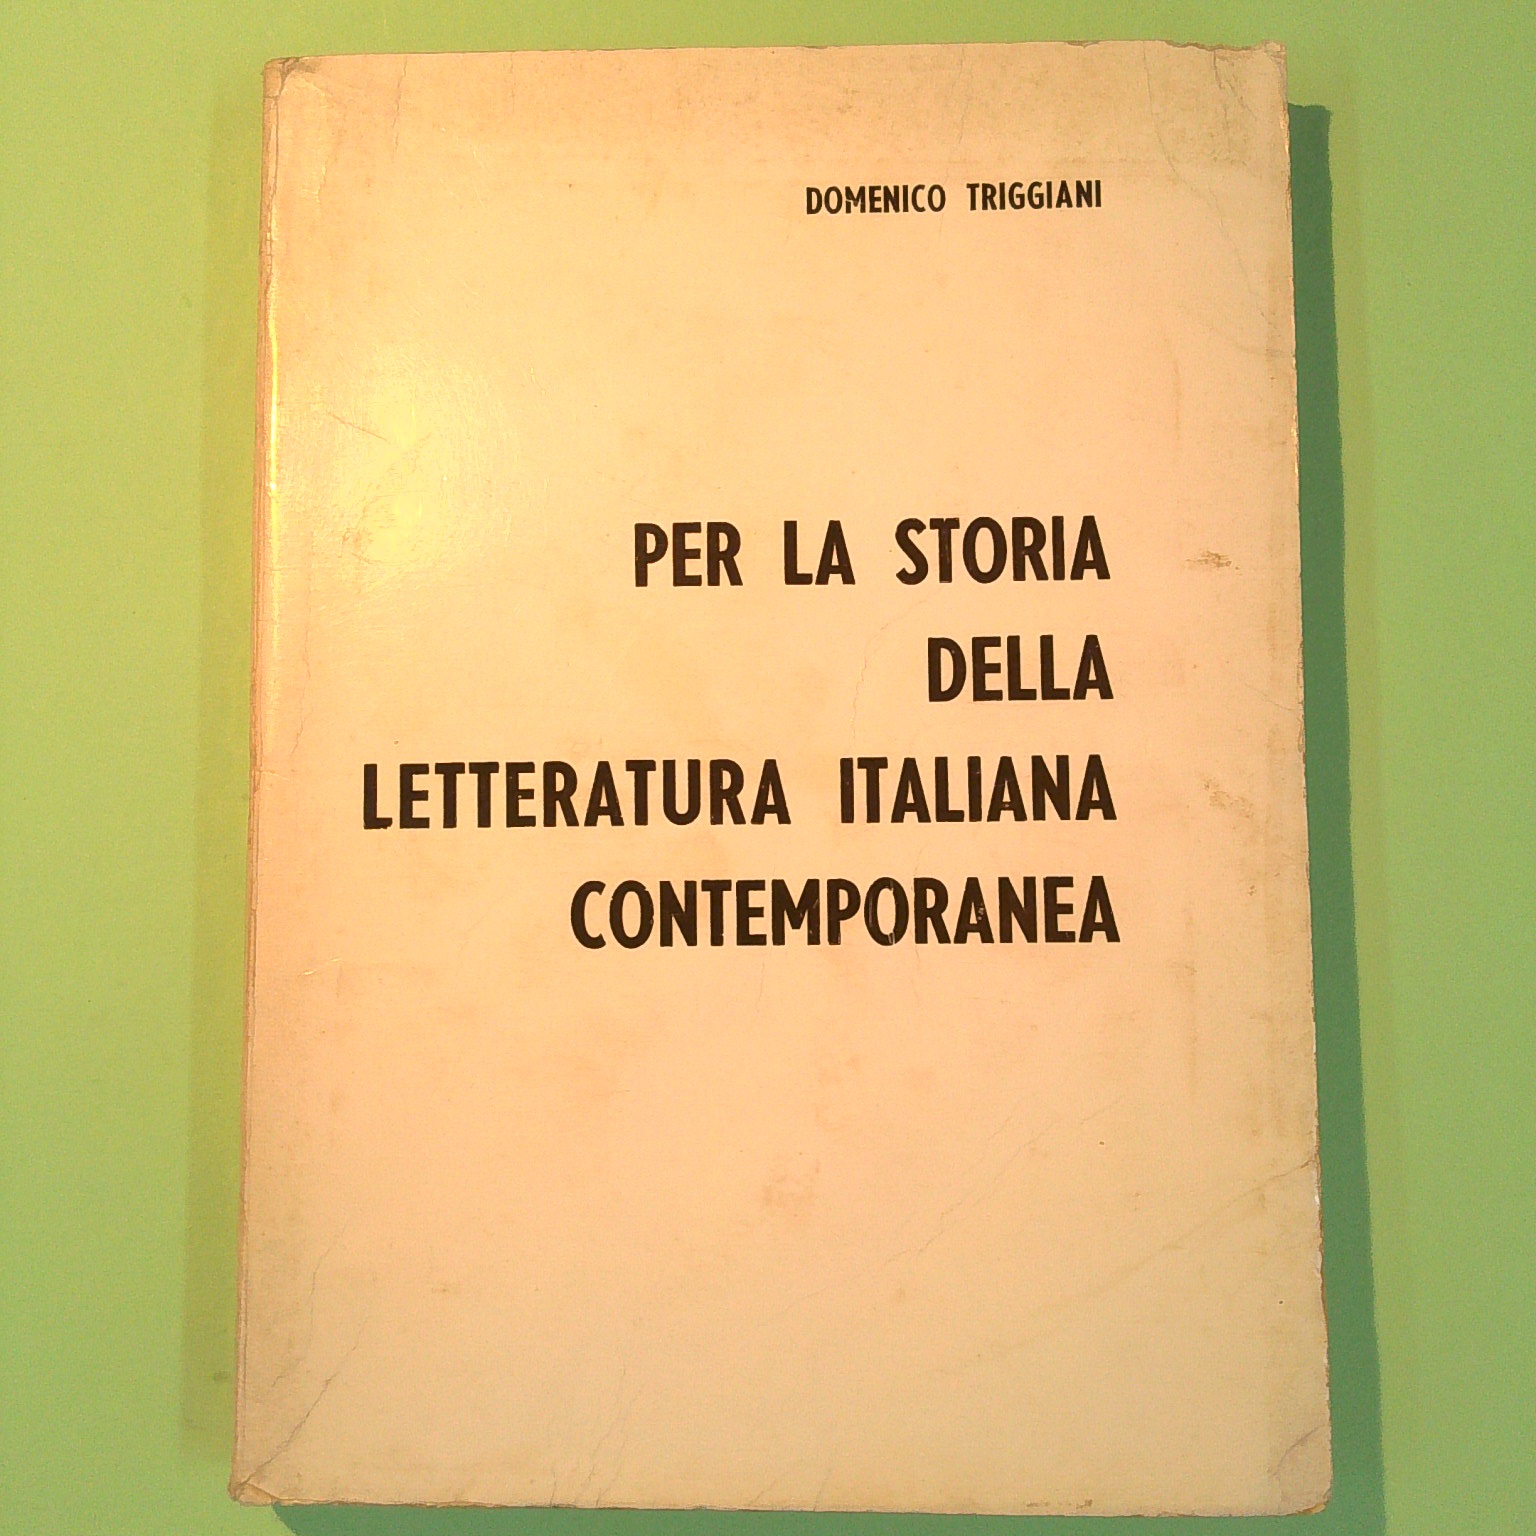 DOMENICO TRIGGIANI
PER LA STORIA
DELLA
LETTERATURA ITALIANA
CONTEMPORANEA